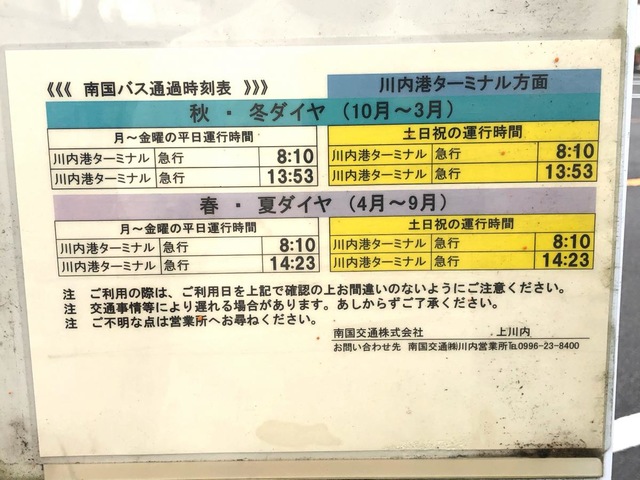 《《《 南国バス通過時刻表 》》》
川内港ターミナル方面
秋 ・ 冬ダイヤ （10月～3月）
月～金曜の平日運行時間
川内港ターミナル 急行 8:10
川内港ターミナル 急行 13:53
土日祝の運行時間
川内港ターミナル 急行 8:10
川内港ターミナル 急行 13:53
春 ・ 夏ダイヤ （4月～9月）
月～金曜の平日運行時間
川内港ターミナル 急行 8:10
川内港ターミナル 急行 14:23
土日祝の運行時間
川内港ターミナル 急行 8:10
川内港ターミナル 急行 14:23
注 ご利用の際は、ご利用日を上記で確認の上お間違いのないようにご注意ください。
注 交通事情等により遅れる場合があります。あしからずご了承ください。
注 ご不明な点は営業所へお尋ねください。
南国交通株式会社 上川内
お問い合わせ先 南国交通㈱川内営業所℡0996-23-8400